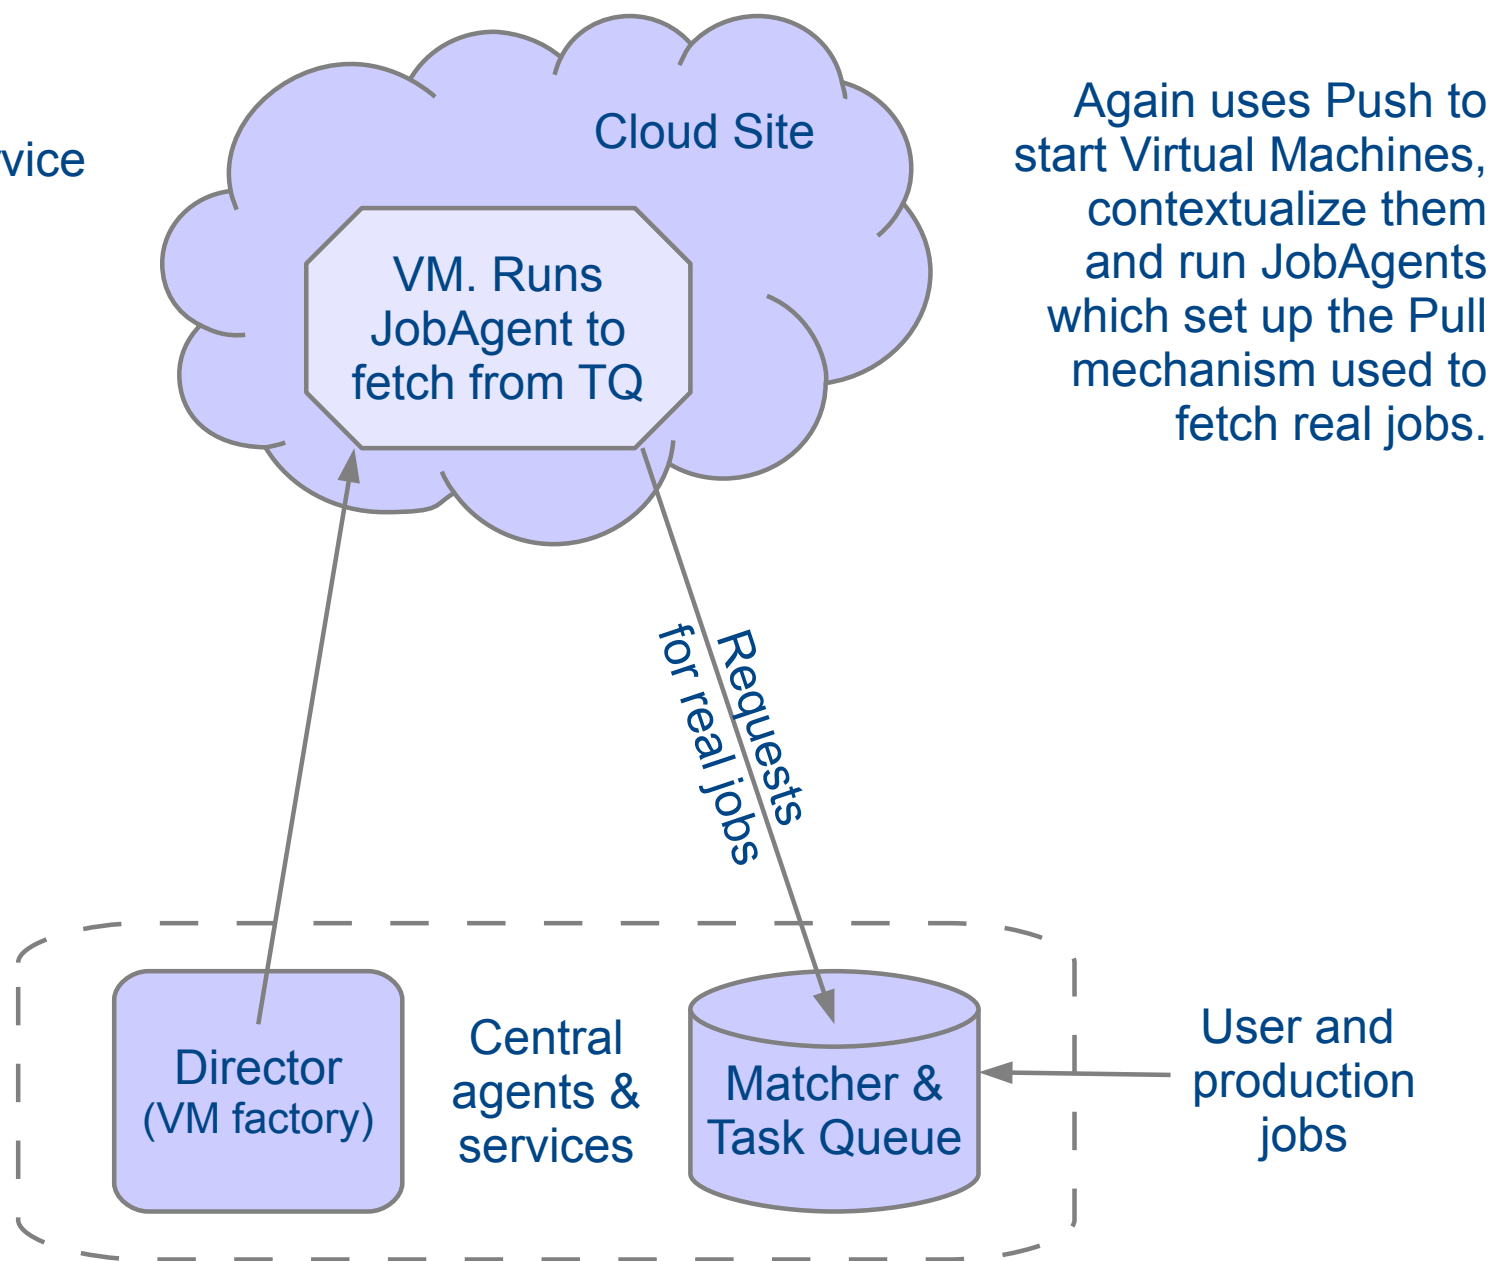 Cloud Site
Again uses Push to
start Virtual Machines,
contextualize them
and run JobAgents
which set up the Pull
mechanism used to
fetch real jobs.
VM. Runs
JobAgent to
fetch from TQ
Requests
for real jobs
Director
(VM factory)
Central
agents &
services
Matcher &
Task Queue
User and
production
jobs